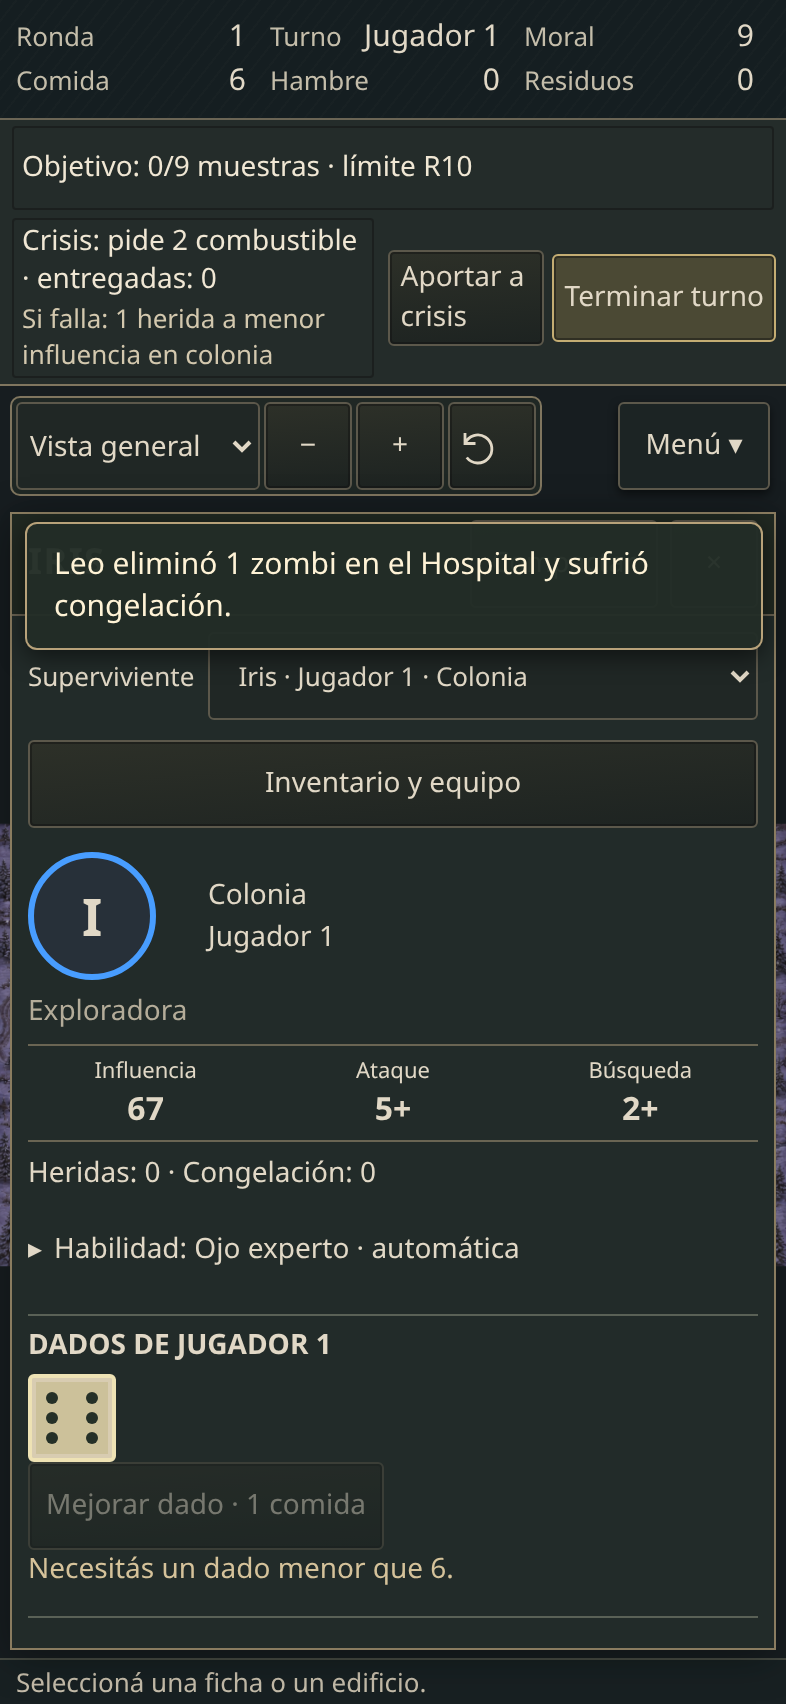 Ronda 1 Turno Jugador 1 Moral 9
Comida 6 Hambre 0 Residuos 0
Objetivo: 0/9 muestras · límite R10
Crisis: pide 2 combustible
· entregadas: 0
Si falla: 1 herida a menor
influencia en colonia
Aportar a
crisis
Terminar turno
Vista general
−
+
Menú ▾
Leo eliminó 1 zombi en el Hospital y sufrió
congelación.
Superviviente Iris · Jugador 1 · Colonia
Inventario y equipo
I
Colonia
Jugador 1
Exploradora
Influencia Ataque Búsqueda
67 5+ 2+
Heridas: 0 · Congelación: 0
▸ Habilidad: Ojo experto · automática
DADOS DE JUGADOR 1
Mejorar dado · 1 comida
Necesitás un dado menor que 6.
Seleccioná una ficha o un edificio.